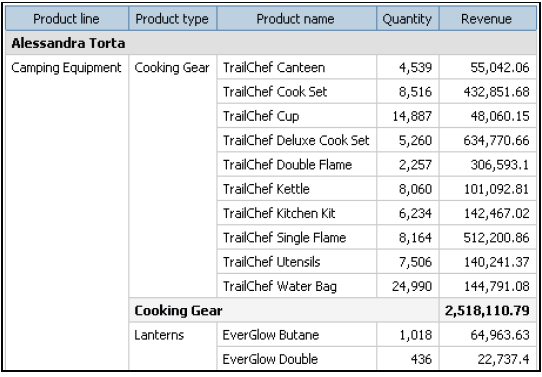 Product line Product type Product name Quantity Revenue
Alessandra Torta
Camping Equipment Cooking Gear TrailChef Canteen 4,539 55,042.06
TrailChef Cook Set 8,516 432,851.68
TrailChef Cup 14,887 48,060.15
TrailChef Deluxe Cook Set 5,260 634,770.66
TrailChef Double Flame 2,257 306,593.1
TrailChef Kettle 8,060 101,092.81
TrailChef Kitchen Kit 6,234 142,467.02
TrailChef Single Flame 8,164 512,200.86
TrailChef Utensils 7,506 140,241.37
TrailChef Water Bag 24,990 144,791.08
Cooking Gear 2,518,110.79
Lanterns EverGlow Butane 1,018 64,963.63
EverGlow Double 436 22,737.4